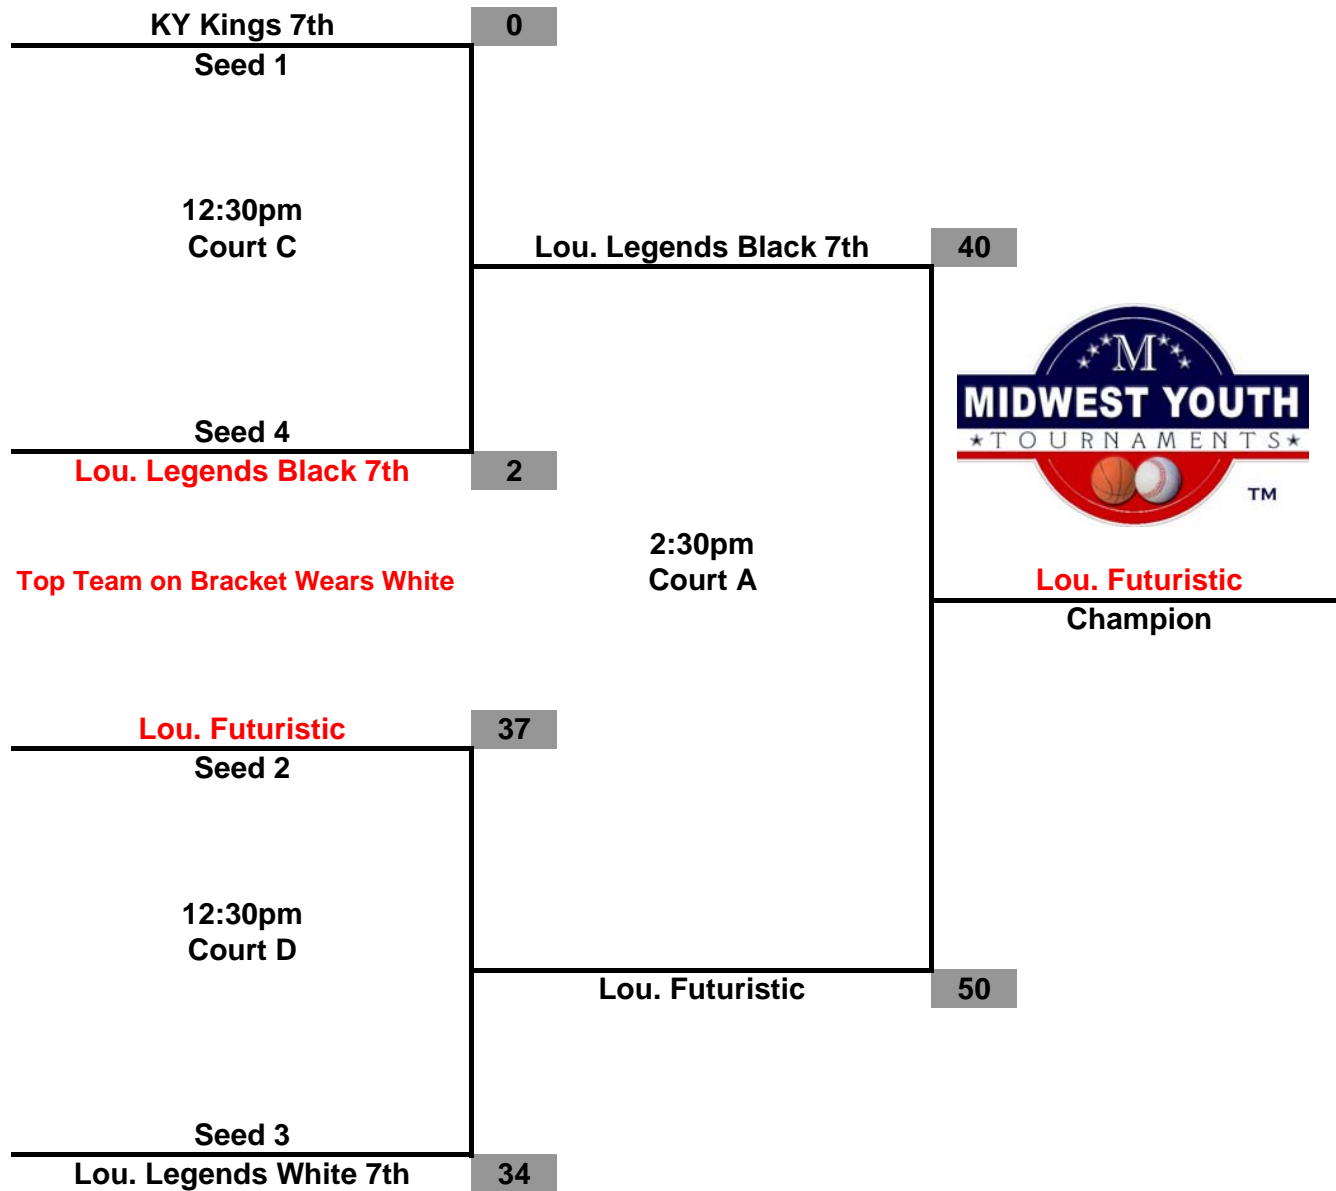 KY Kings 7th 0
Seed 1
12:30pm
Court C
Lou. Legends Black 7th 40
M
MIDWEST YOUTH
★TOURNAMENTS★
TM
Seed 4
Lou. Legends Black 7th 2
2:30pm
Top Team on Bracket Wears White
Court A
Lou. Futuristic
Champion
Lou. Futuristic 37
Seed 2
12:30pm
Court D
Lou. Futuristic 50
Seed 3
Lou. Legends White 7th 34